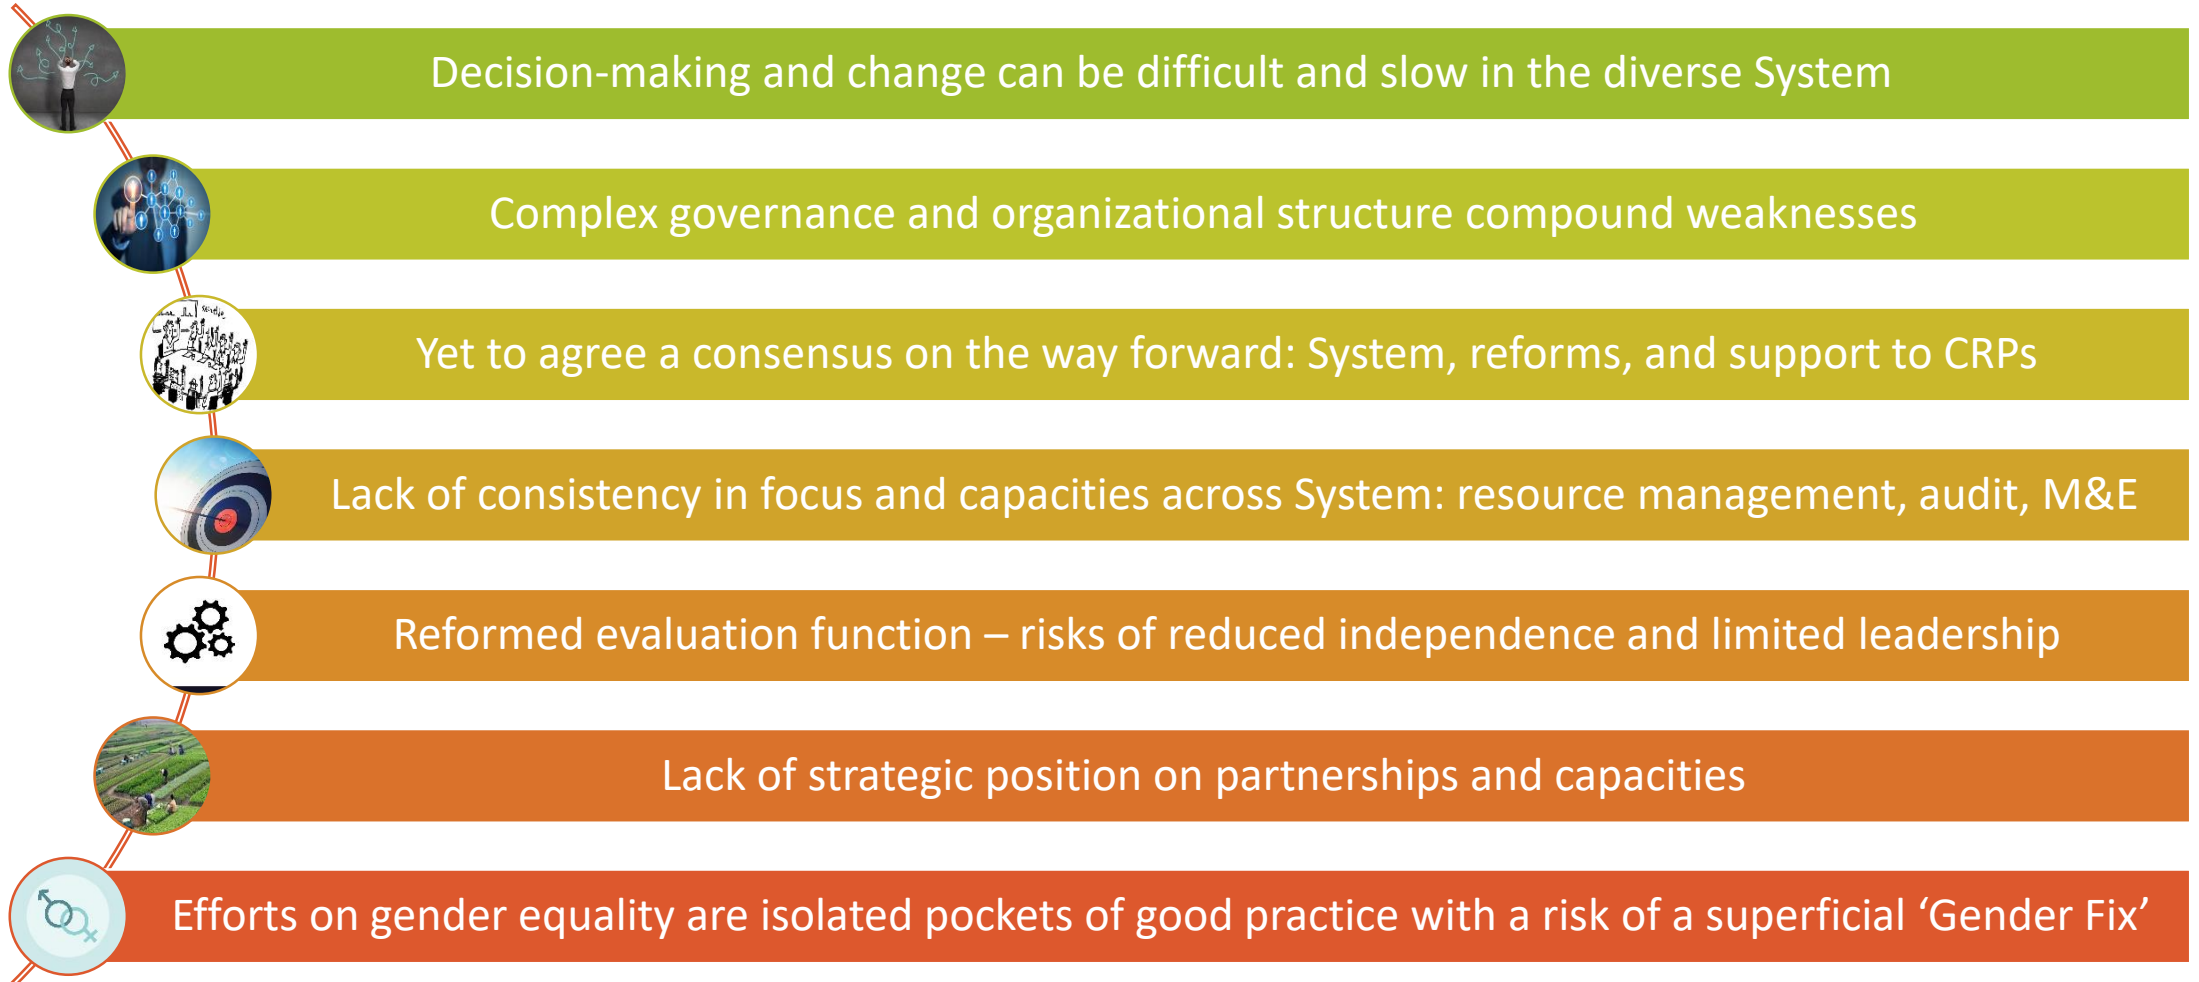 Decision-making and change can be difficult and slow in the diverse System
Complex governance and organizational structure compound weaknesses
Yet to agree a consensus on the way forward: System, reforms, and support to CRPs
Lack of consistency in focus and capacities across System: resource management, audit, M&E
Reformed evaluation function – risks of reduced independence and limited leadership
Lack of strategic position on partnerships and capacities
Efforts on gender equality are isolated pockets of good practice with a risk of a superficial ‘Gender Fix’